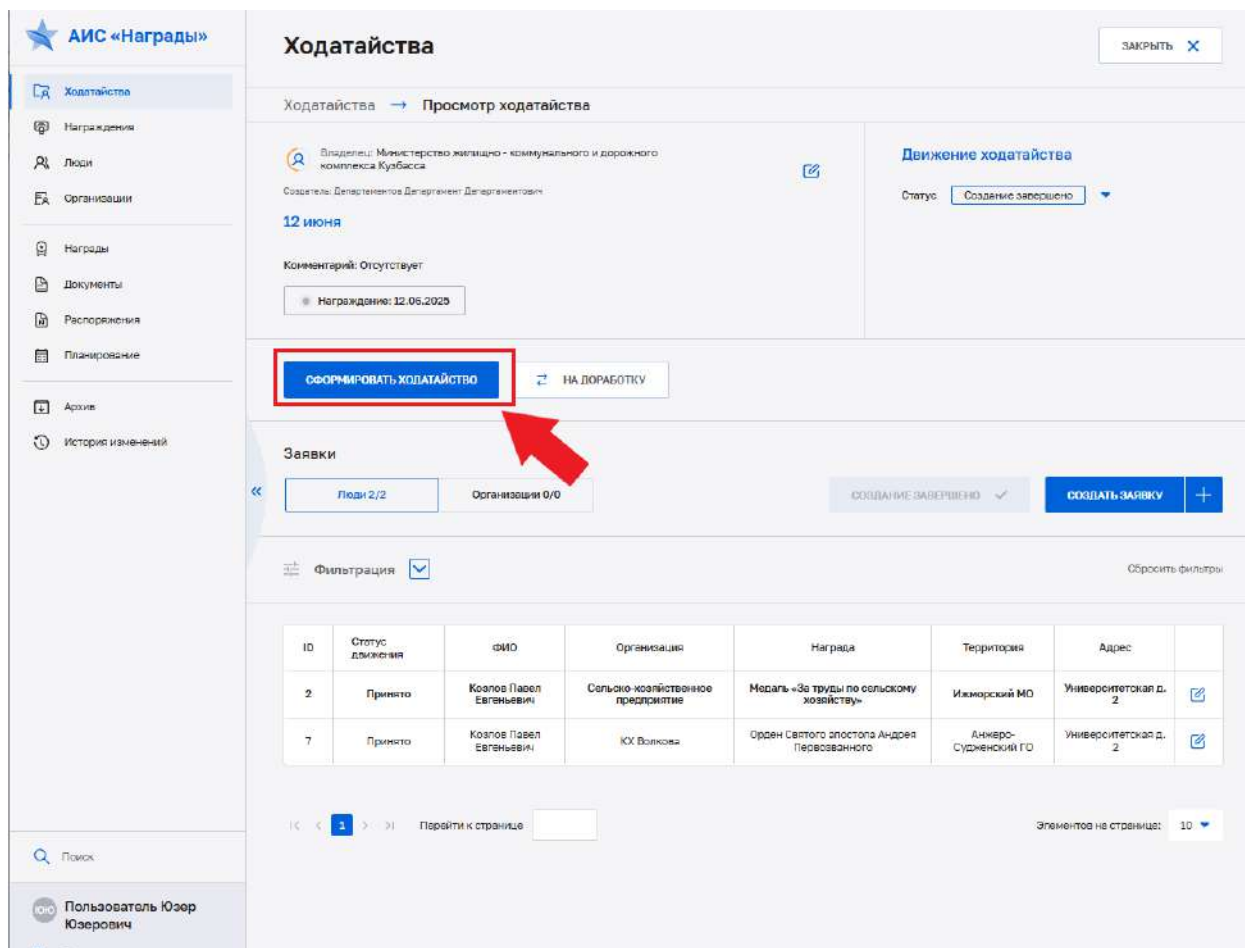 АИС «Награды»
Ходатайства
Награждения
Люди
Организации
Награды
Документы
Распоряжения
Планирование
Архив
История изменений
Поиск
Пользователь Юзер
Юзерович
Ходатайства
ЗАКРЫТЬ
Ходатайства → Просмотр ходатайства
Владелец: Министерство жилищно - коммунального и дорожного
комплекса Кузбасса
Создатель: Департаментов Департамент Департаментович
12 июня
Комментарий: Отсутствует
Награждение: 12.06.2025
Движение ходатайства
Статус Создание завершено
СФОРМИРОВАТЬ ХОДАТАЙСТВО НА ДОРАБОТКУ
Заявки
Люди 2/2 Организации 0/0 СОЗДАНИЕ ЗАВЕРШЕНО СОЗДАТЬ ЗАЯВКУ +
Фильтрация Сбросить фильтры
ID Статус движения ФИО Организация Награда Территория Адрес
2 Принято Козлов Павел Евгеньевич Сельско-хозяйственное предприятие Медаль «За труды по сельскому хозяйству» Ижморский МО Университетская д. 2
7 Принято Козлов Павел Евгеньевич КХ Волкова Орден Святого апостола Андрея Первозванного Анжеро-Судженский ГО Университетская д. 2
1 Перейти к странице Элементов на странице: 10